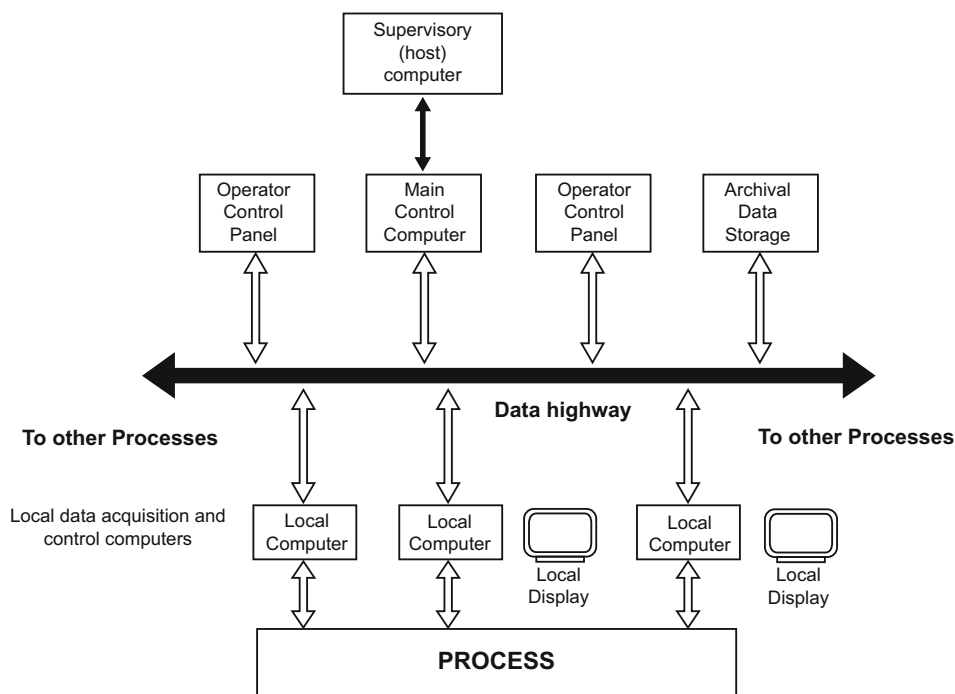 Supervisory
(host)
computer
Operator
Control
Panel
Main
Control
Computer
Operator
Control
Panel
Archival
Data
Storage
Data highway
To other Processes
To other Processes
Local data acquisition and
control computers
Local
Computer
Local
Computer
Local
Display
Local
Computer
Local
Display
PROCESS